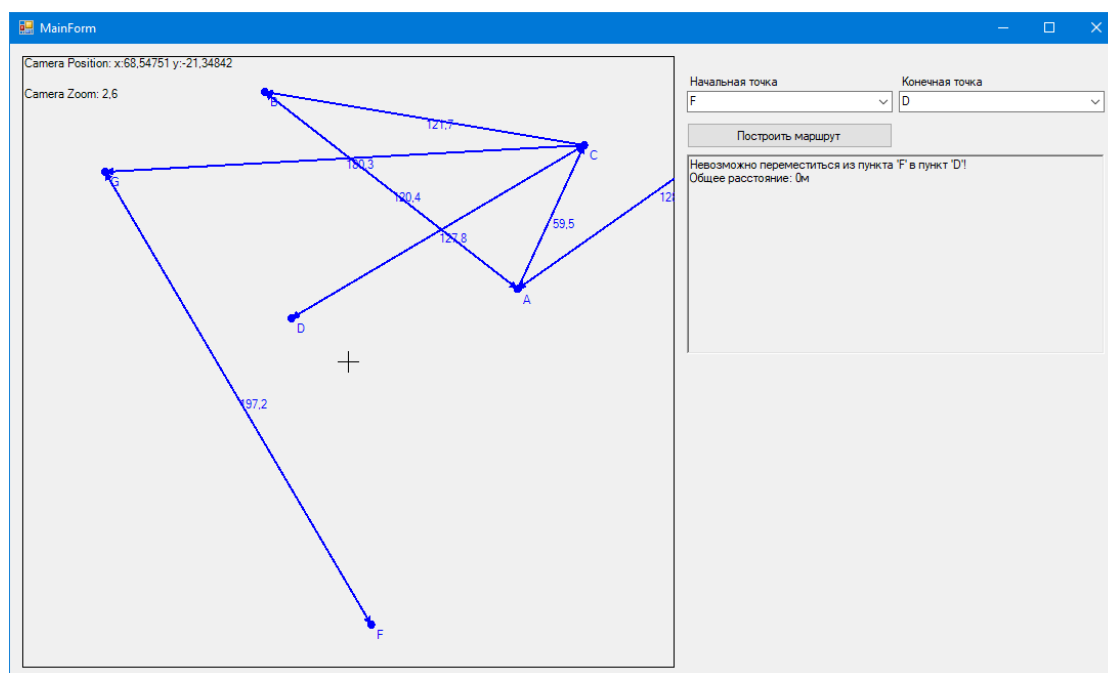 MainForm
Camera Position: x:68,54751 y:-21,34842
Camera Zoom: 2,6
B
121,7
C
180,3
G
120,4
59,5
127,8
A
D
197,2
F
Начальная точка
Конечная точка
F
D
Построить маршрут
Невозможно переместиться из пункта 'F' в пункт 'D'!
Общее расстояние: 0м